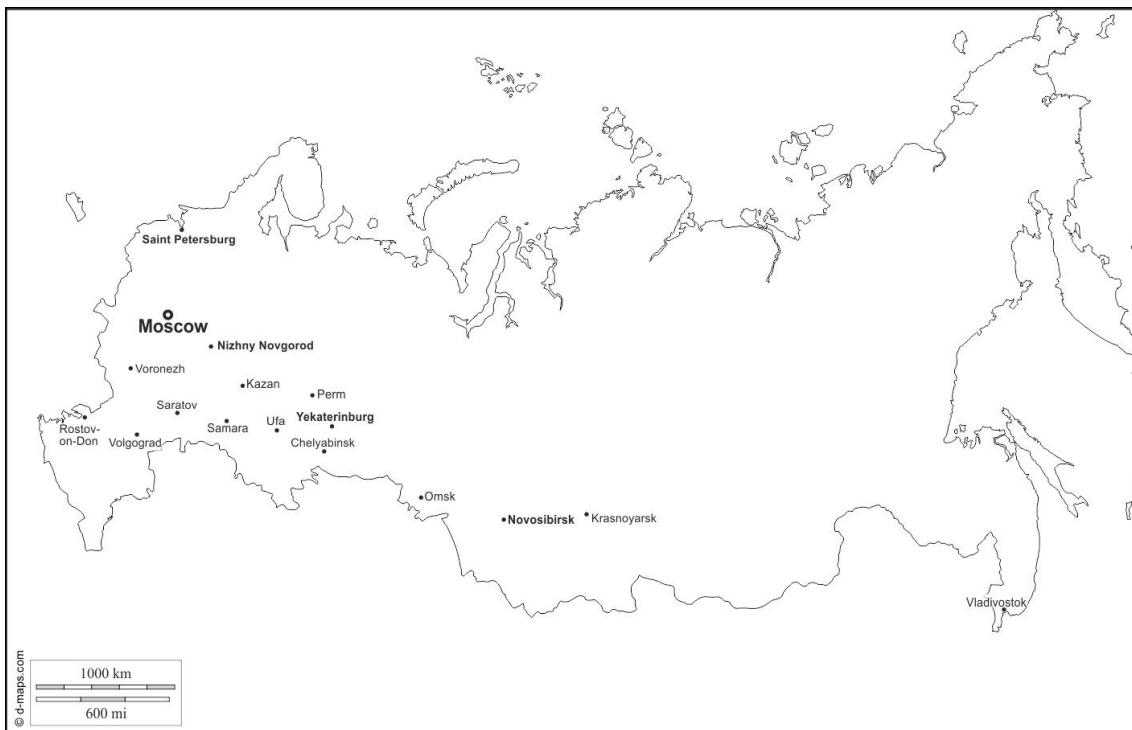 Saint Petersburg
Moscow
Nizhny Novgorod
Voronezh
Kazan
Perm
Saratov
Yekaterinburg
Rostov-
on-Don
Samara
Ufa
Volgograd
Chelyabinsk
Omsk
Novosibirsk
Krasnoyarsk
Vladivostok
1000 km
600 mi
© d-maps.com